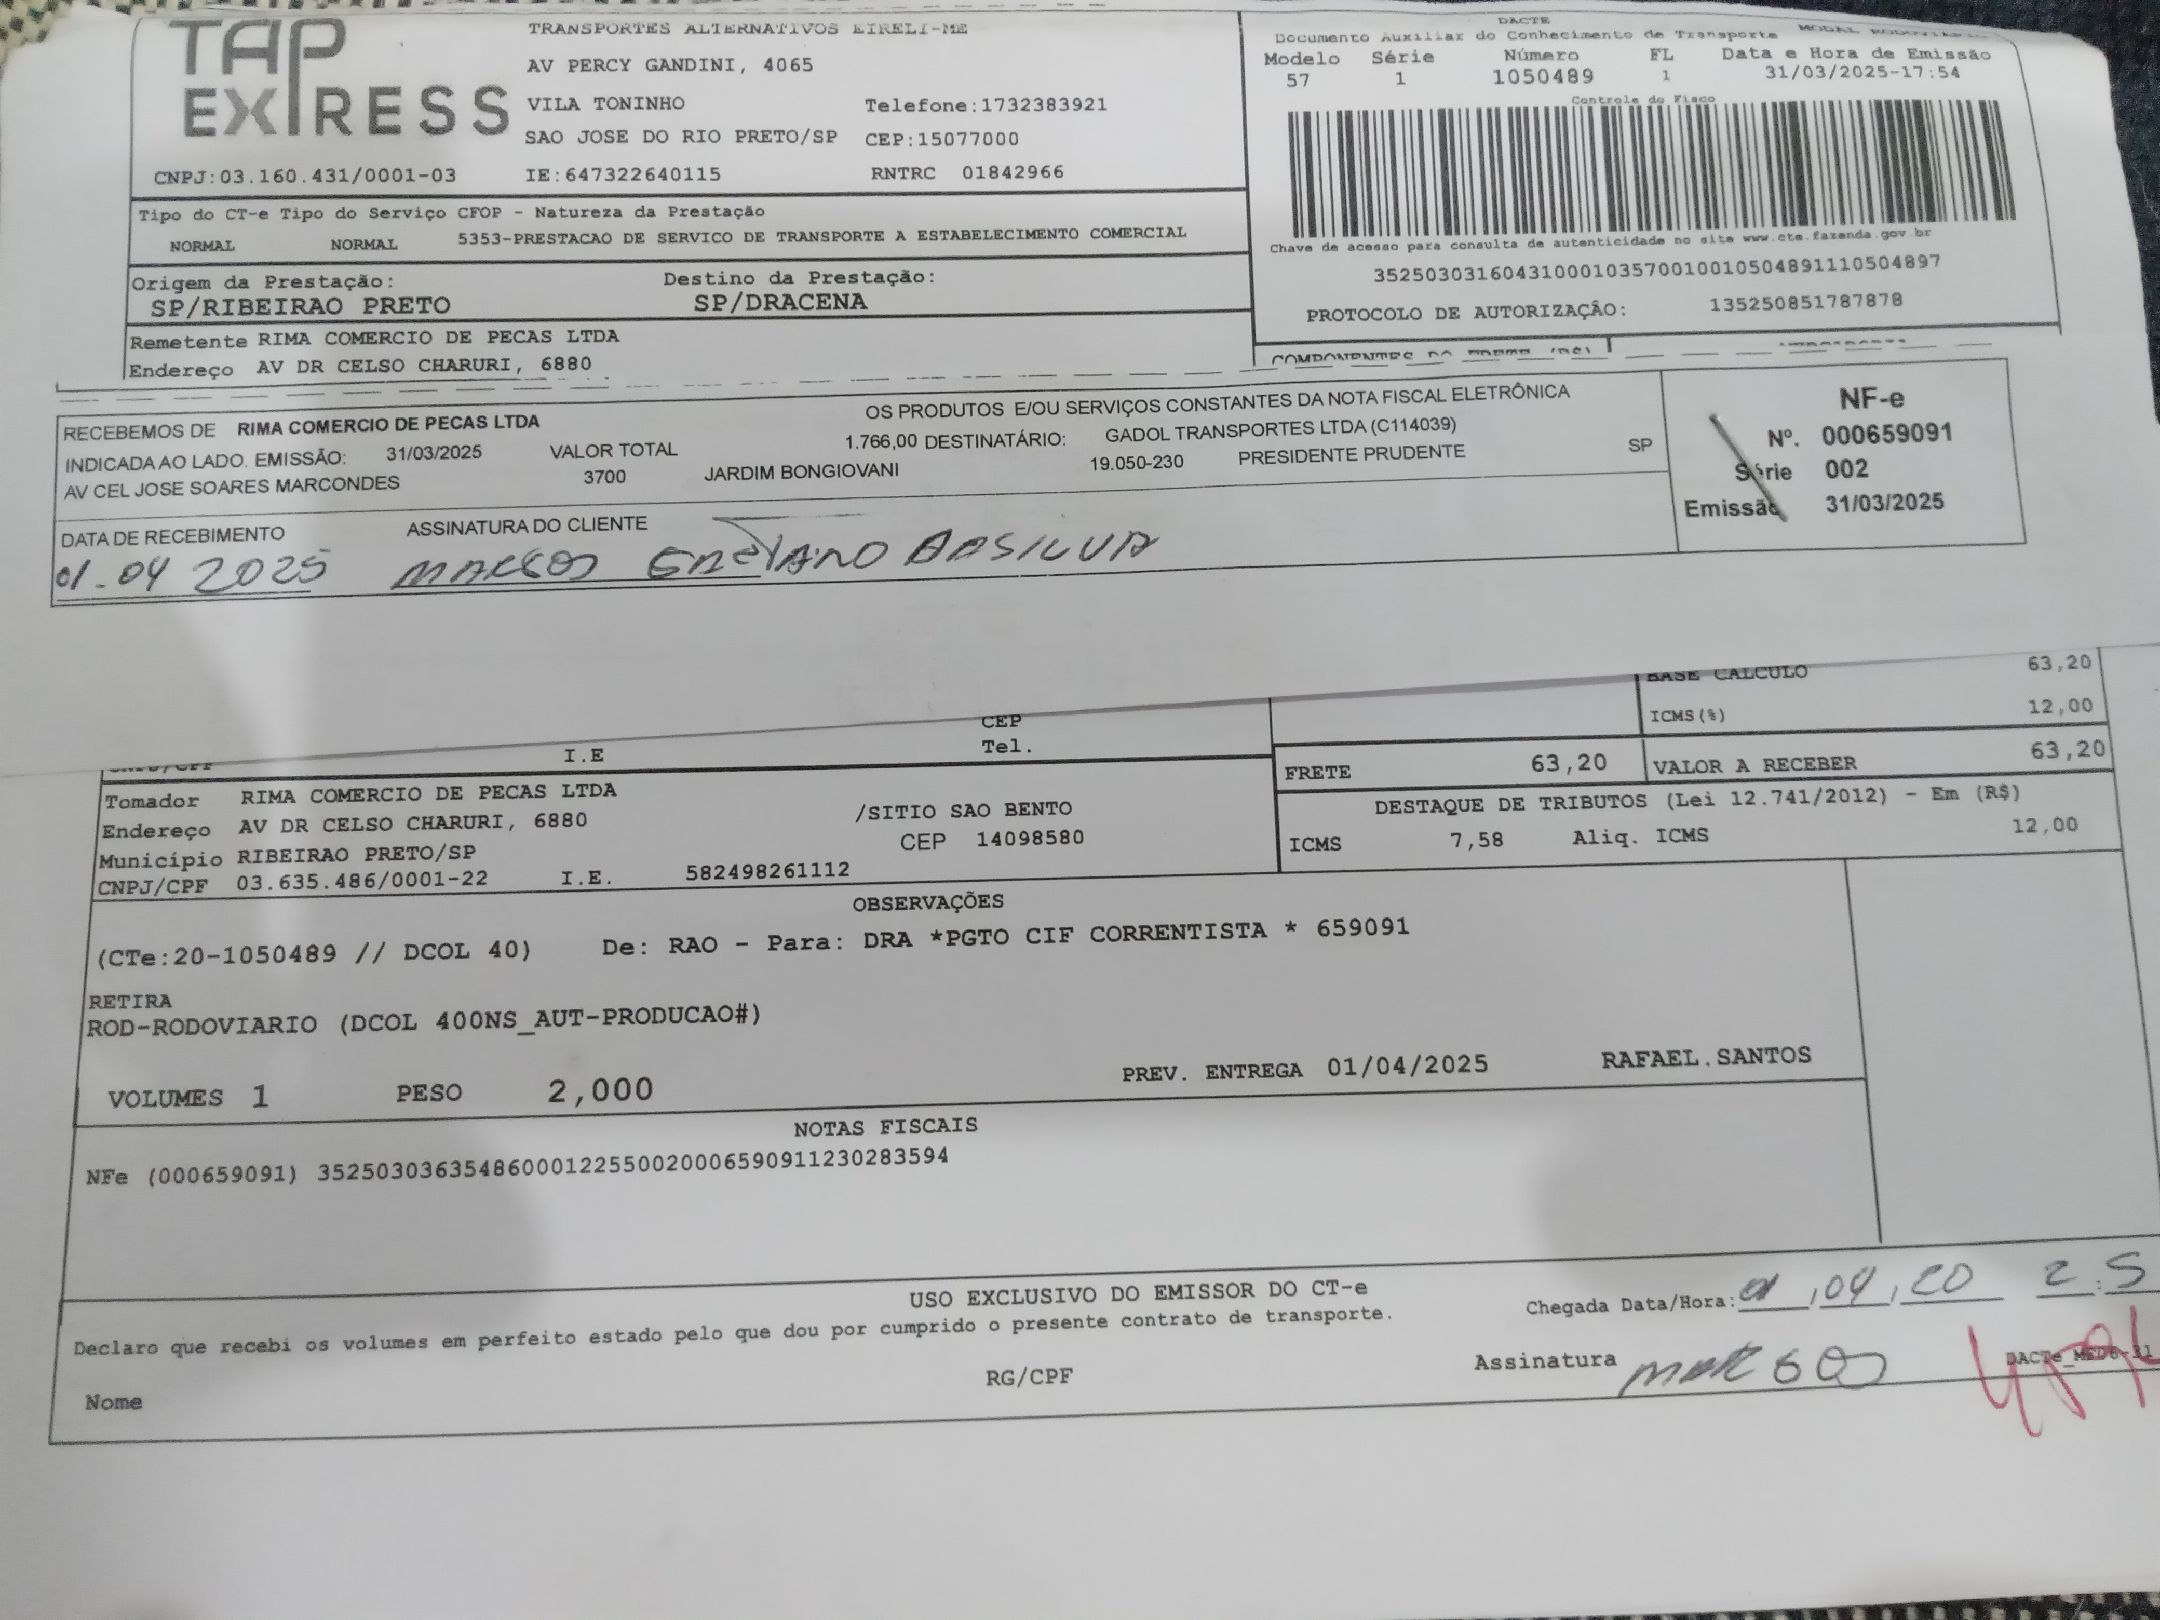 TAP EXPRESS
TRANSPORTES ALTERNATIVOS EIRELI-ME
AV PERCY GANDINI, 4065
VILA TONINHO Telefone:1732383921
SAO JOSE DO RIO PRETO/SP CEP:15077000
CNPJ:03.160.431/0001-03 IE:647322640115 RNTRC 01842966
DACTE
Documento Auxiliar do Conhecimento de Transporte MODAL RODOVIARIO
Modelo Série Número FL Data e Hora de Emissão
57 1 1050489 1 31/03/2025-17:54
Controle do Fisco
Chave de acesso para consulta de autenticidade no site www.cte.fazenda.gov.br
35250303160431000103570010010504891110504897
PROTOCOLO DE AUTORIZAÇÃO: 135250851787878
Tipo do CT-e Tipo do Serviço CFOP - Natureza da Prestação
NORMAL NORMAL 5353-PRESTACAO DE SERVICO DE TRANSPORTE A ESTABELECIMENTO COMERCIAL
Origem da Prestação: Destino da Prestação:
SP/RIBEIRAO PRETO SP/DRACENA
Remetente RIMA COMERCIO DE PECAS LTDA
Endereço AV DR CELSO CHARURI, 6880
COMPONENTES DO FRETE (R$)
RECEBEMOS DE RIMA COMERCIO DE PECAS LTDA OS PRODUTOS E/OU SERVIÇOS CONSTANTES DA NOTA FISCAL ELETRÔNICA
INDICADA AO LADO. EMISSÃO: 31/03/2025 VALOR TOTAL 1.766,00 DESTINATÁRIO: GADOL TRANSPORTES LTDA (C114039)
AV CEL JOSE SOARES MARCONDES 3700 JARDIM BONGIOVANI 19.050-230 PRESIDENTE PRUDENTE SP
NF-e
Nº. 000659091
Série 002
Emissão 31/03/2025
DATA DE RECEBIMENTO ASSINATURA DO CLIENTE
01.04 2025 MARCOS DA SILVA
BASE CALCULO 63,20
ICMS(%) 12,00
CEP
CNPJ/CPF I.E Tel.
FRETE 63,20 VALOR A RECEBER 63,20
Tomador RIMA COMERCIO DE PECAS LTDA
Endereço AV DR CELSO CHARURI, 6880 /SITIO SAO BENTO
Município RIBEIRAO PRETO/SP CEP 14098580
CNPJ/CPF 03.635.486/0001-22 I.E. 582498261112
DESTAQUE DE TRIBUTOS (Lei 12.741/2012) - Em (R$)
ICMS 7,58 Aliq. ICMS 12,00
OBSERVAÇÕES
(CTe:20-1050489 // DCOL 40) De: RAO - Para: DRA *PGTO CIF CORRENTISTA * 659091
RETIRA
ROD-RODOVIARIO (DCOL 400NS_AUT-PRODUCAO#)
VOLUMES 1 PESO 2,000 PREV. ENTREGA 01/04/2025 RAFAEL.SANTOS
NOTAS FISCAIS
NFe (000659091) 35250303635486000122550020006590911230283594
USO EXCLUSIVO DO EMISSOR DO CT-e
Declaro que recebi os volumes em perfeito estado pelo que dou por cumprido o presente contrato de transporte.
Chegada Data/Hora: 01,04,20 2:5
Nome RG/CPF Assinatura MARCOS